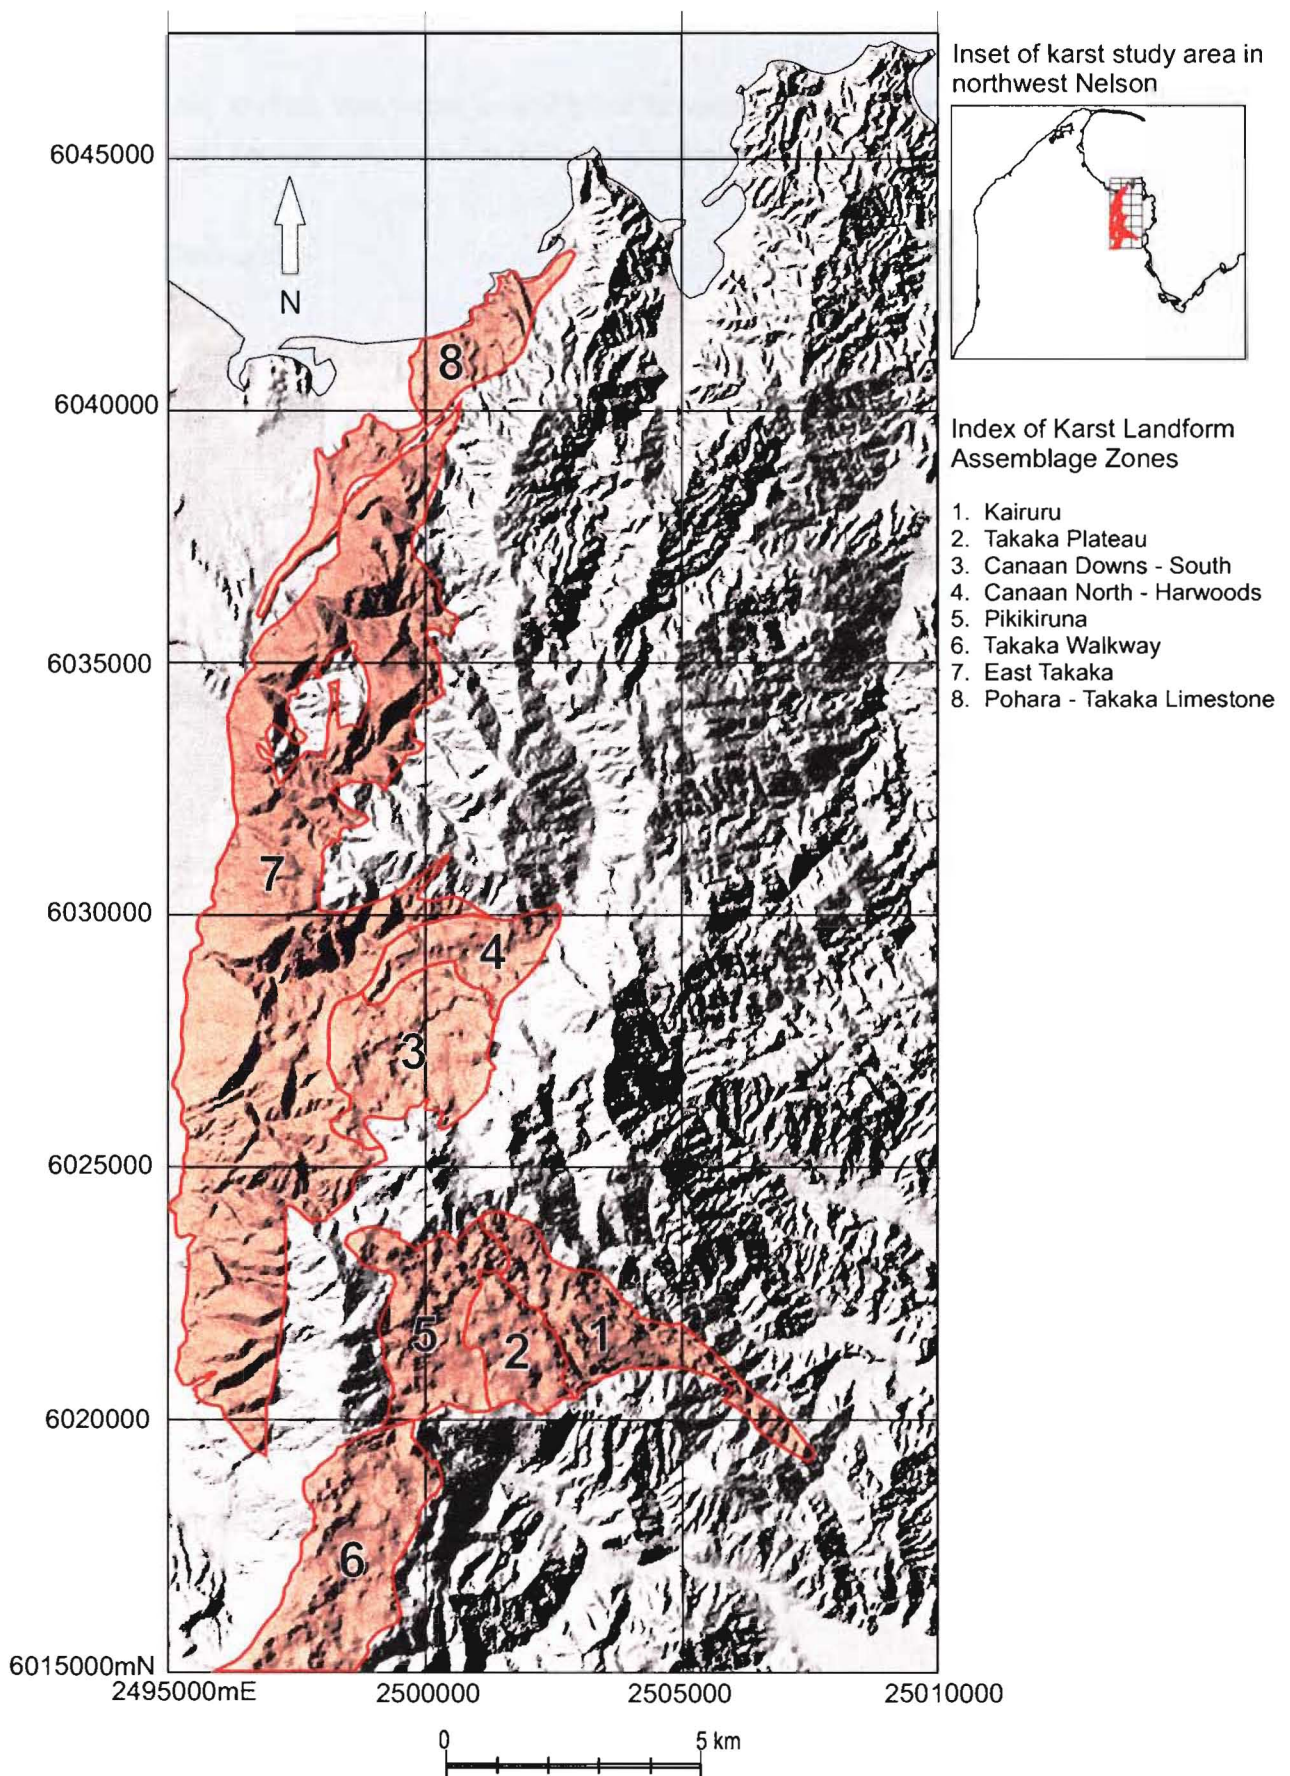 Inset of karst study area in
northwest Nelson
6045000
N
8
6040000
Index of Karst Landform
Assemblage Zones
1. Kairuru
2. Takaka Plateau
3. Canaan Downs - South
4. Canaan North - Harwoods
5. Pikikiruna
6. Takaka Walkway
7. East Takaka
8. Pohara - Takaka Limestone
6035000
7
6030000
4
3
6025000
5
2
1
6020000
6
6015000mN
2495000mE
2500000
2505000
25010000
0
5 km